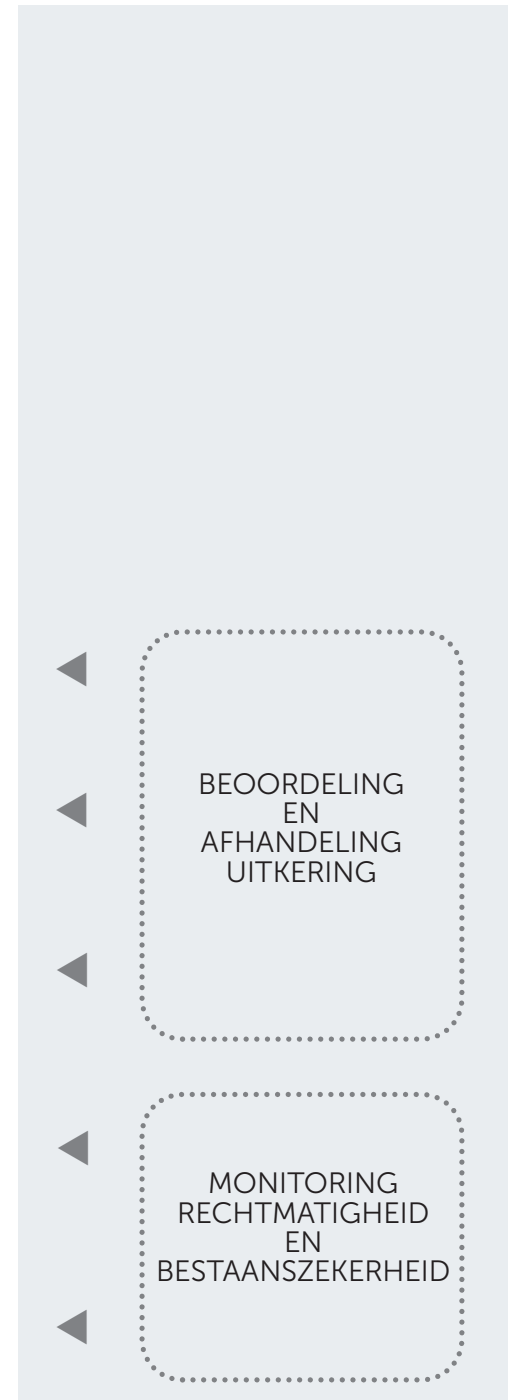 BEOORDELING
EN
AFHANDELING
UITKERING
MONITORING
RECHTMATIGHEID
EN
BESTAANSZEKERHEID